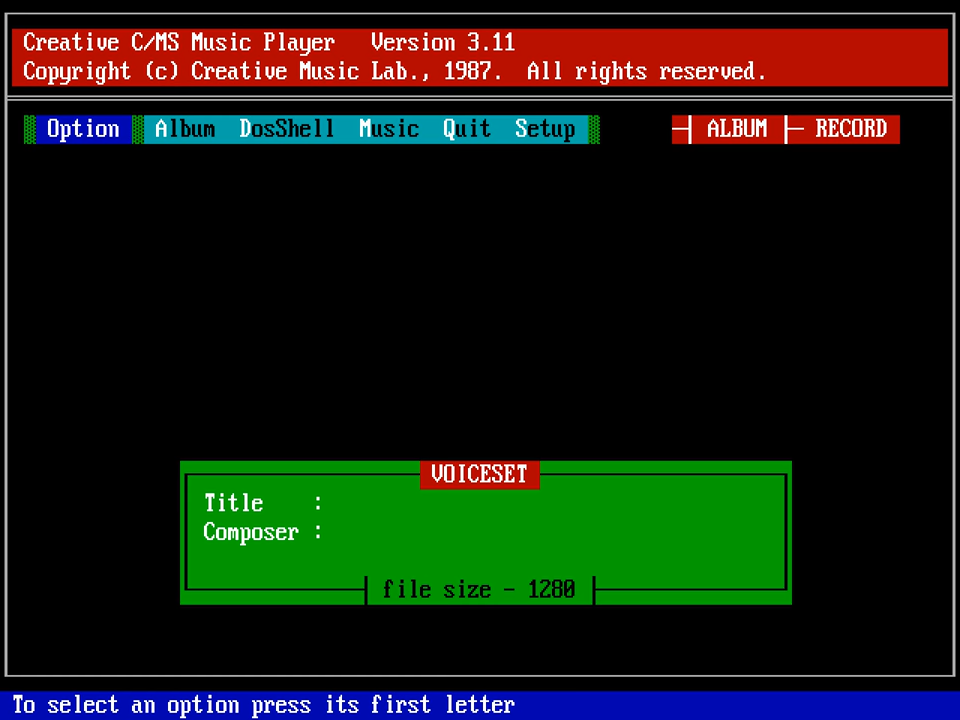 Creative C/MS Music Player   Version 3.11
Copyright (c) Creative Music Lab., 1987.  All rights reserved.
Option Album DosShell Music Quit Setup ALBUM RECORD
VOICESET
Title :
Composer :
file size - 1280
To select an option press its first letter